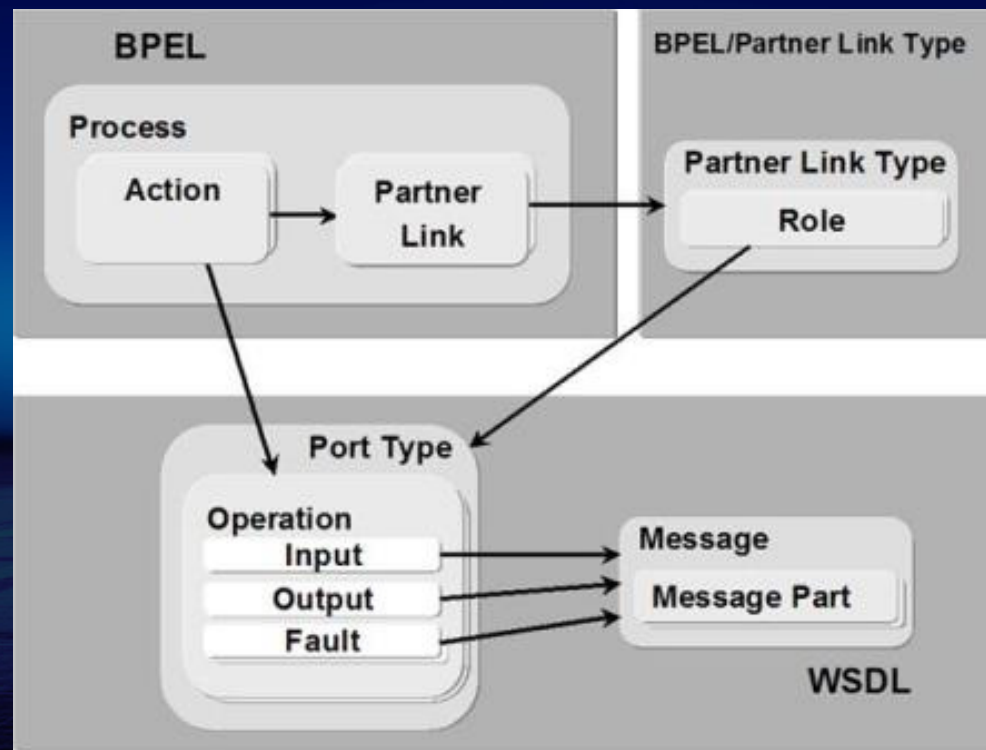 BPEL
Process
Action
Partner
Link
BPEL/Partner Link Type
Partner Link Type
Role
Port Type
Operation
Input
Output
Fault
Message
Message Part
WSDL